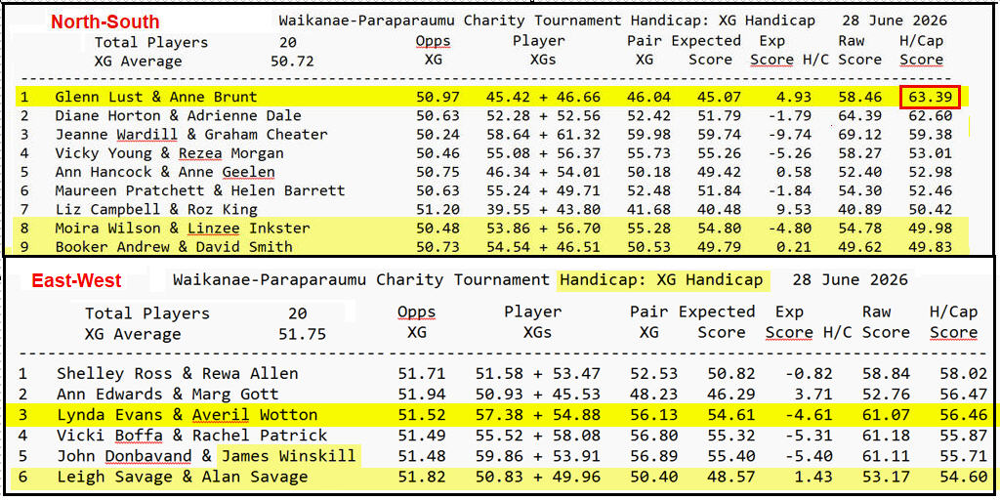 North-South Waikanae-Paraparaumu Charity Tournament Handicap: XG Handicap 28 June 2026
Total Players 20 Opps Player Pair Expected Exp Raw H/Cap
XG Average 50.72 XG XGs XG Score Score H/C Score Score
1 Glenn Lust & Anne Brunt 50.97 45.42 + 46.66 46.04 45.07 4.93 58.46 63.39
2 Diane Horton & Adrienne Dale 50.63 52.28 + 52.56 52.42 51.79 -1.79 64.39 62.60
3 Jeanne Wardill & Graham Cheater 50.24 58.64 + 61.32 59.98 59.74 -9.74 69.12 59.38
4 Vicky Young & Rezea Morgan 50.46 55.08 + 56.37 55.73 55.26 -5.26 58.27 53.01
5 Ann Hancock & Anne Geelen 50.75 46.34 + 54.01 50.18 49.42 0.58 52.40 52.98
6 Maureen Pratchett & Helen Barrett 50.63 55.24 + 49.71 52.48 51.84 -1.84 54.30 52.46
7 Liz Campbell & Roz King 51.20 39.55 + 43.80 41.68 40.48 9.53 40.89 50.42
8 Moira Wilson & Linzee Inkster 50.48 53.86 + 56.70 55.28 54.80 -4.80 54.78 49.98
9 Booker Andrew & David Smith 50.73 54.54 + 46.51 50.53 49.79 0.21 49.62 49.83
East-West Waikanae-Paraparaumu Charity Tournament Handicap: XG Handicap 28 June 2026
Total Players 20 Opps Player Pair Expected Exp Raw H/Cap
XG Average 51.75 XG XGs XG Score Score H/C Score Score
1 Shelley Ross & Rewa Allen 51.71 51.58 + 53.47 52.53 50.82 -0.82 58.84 58.02
2 Ann Edwards & Marg Gott 51.94 50.93 + 45.53 48.23 46.29 3.71 52.76 56.47
3 Lynda Evans & Averil Wotton 51.52 57.38 + 54.88 56.13 54.61 -4.61 61.07 56.46
4 Vicki Boffa & Rachel Patrick 51.49 55.52 + 58.08 56.80 55.32 -5.31 61.18 55.87
5 John Donbavand & James Winskill 51.48 59.86 + 53.91 56.89 55.40 -5.40 61.11 55.71
6 Leigh Savage & Alan Savage 51.82 50.83 + 49.96 50.40 48.57 1.43 53.17 54.60